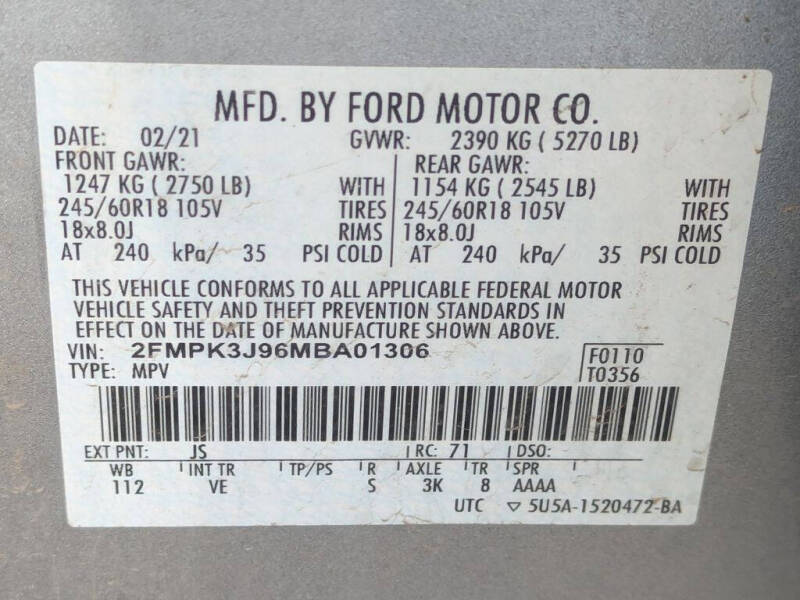 MFD. BY FORD MOTOR CO.
DATE: 02/21 GVWR: 2390 KG ( 5270 LB)
FRONT GAWR: REAR GAWR:
1247 KG ( 2750 LB) WITH 1154 KG ( 2545 LB) WITH
245/60R18 105V TIRES 245/60R18 105V TIRES
18x8.0J RIMS 18x8.0J RIMS
AT 240 kPa/ 35 PSI COLD AT 240 kPa/ 35 PSI COLD
THIS VEHICLE CONFORMS TO ALL APPLICABLE FEDERAL MOTOR
VEHICLE SAFETY AND THEFT PREVENTION STANDARDS IN
EFFECT ON THE DATE OF MANUFACTURE SHOWN ABOVE.
VIN: 2FMPK3J96MBA01306 F0110
TYPE: MPV T0356
EXT PNT: JS RC: 71 DSO:
WB INT TR TP/PS R AXLE TR SPR
112 VE S 3K 8 AAAA
UTC ▽ 5U5A-1520472-BA